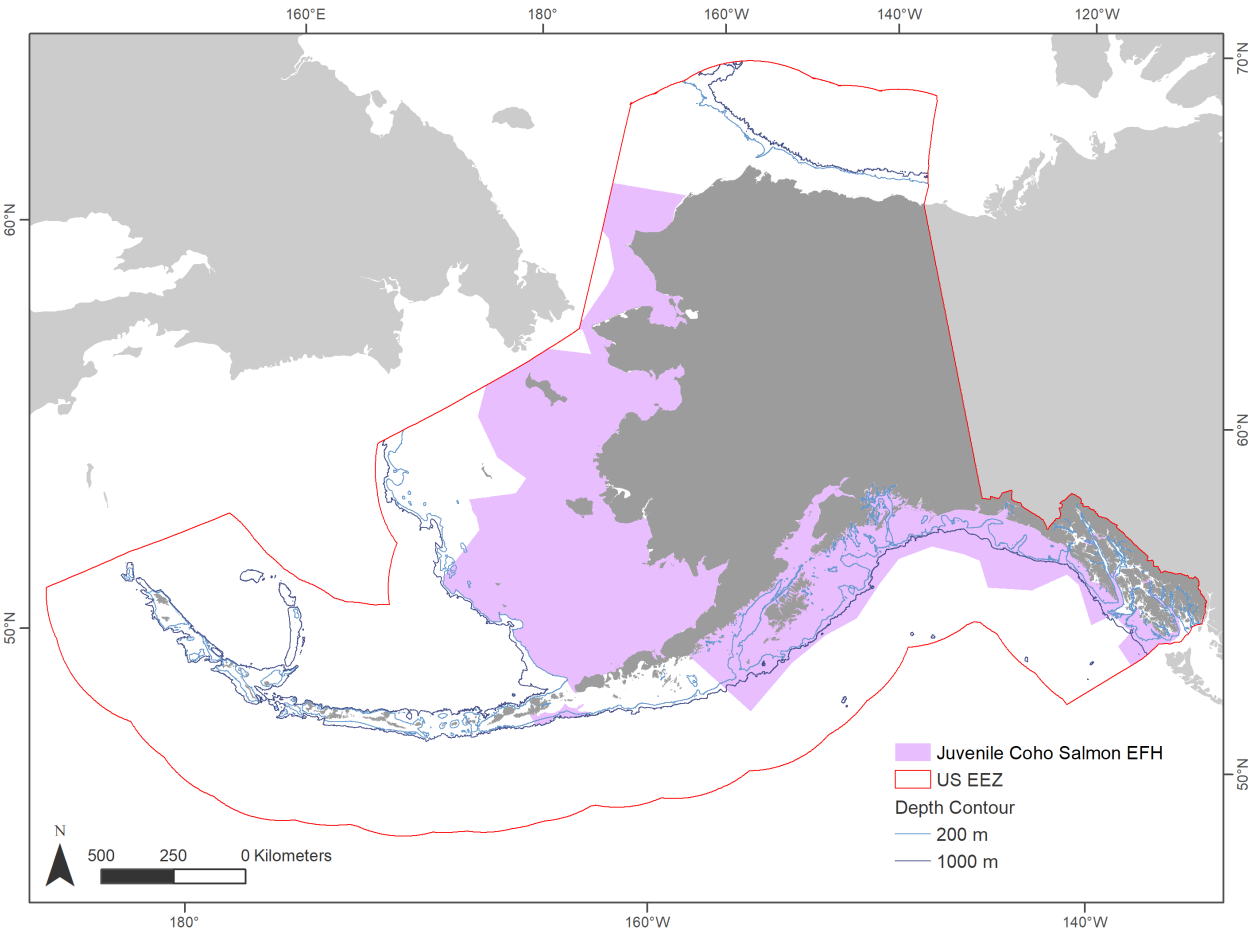 160°E 180° 160°W 140°W 120°W
70°N
60°N
60°N
50°N
50°N
Juvenile Coho Salmon EFH
US EEZ
Depth Contour
200 m
1000 m
N
500 250 0 Kilometers
180° 160°W 140°W